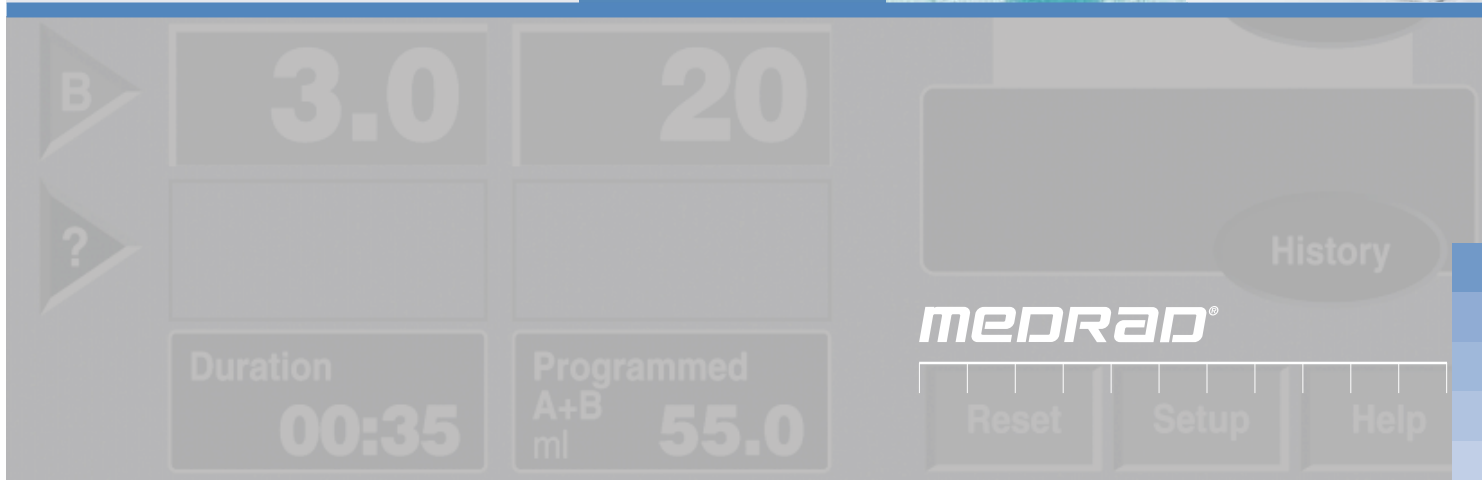 B 3.0 20
?
History
MEDRAD®
Duration
00:35
Programmed
A+B
ml 55.0
Reset Setup Help